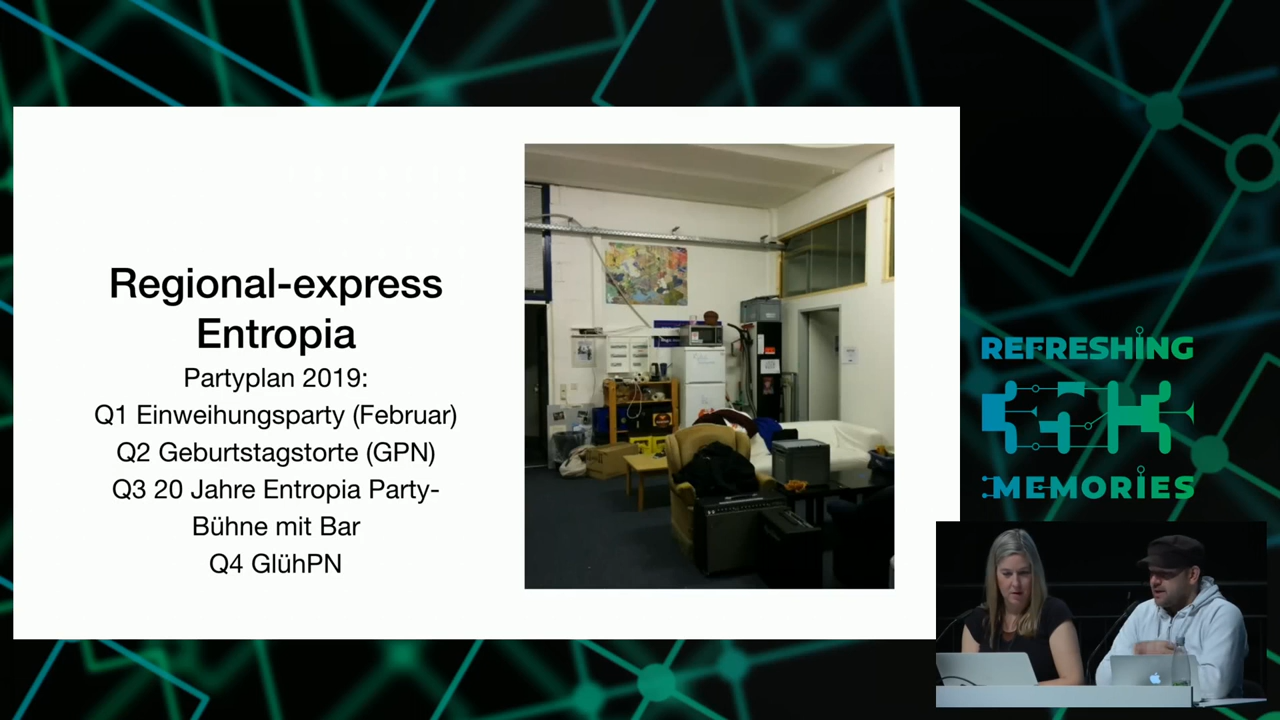 Regional-express
Entropia
Partyplan 2019:
Q1 Einweihungsparty (Februar)
Q2 Geburtstagstorte (GPN)
Q3 20 Jahre Entropia Party-
Bühne mit Bar
Q4 GlühPN
REFRESHING
:MEMORIES